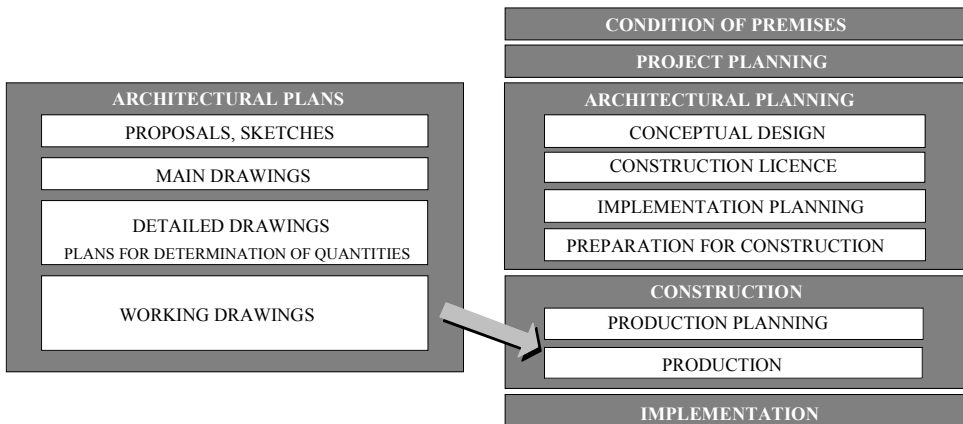 ARCHITECTURAL PLANS
PROPOSALS, SKETCHES
MAIN DRAWINGS
DETAILED DRAWINGS
PLANS FOR DETERMINATION OF QUANTITIES
WORKING DRAWINGS
CONDITION OF PREMISES
PROJECT PLANNING
ARCHITECTURAL PLANNING
CONCEPTUAL DESIGN
CONSTRUCTION LICENCE
IMPLEMENTATION PLANNING
PREPARATION FOR CONSTRUCTION
CONSTRUCTION
PRODUCTION PLANNING
PRODUCTION
IMPLEMENTATION